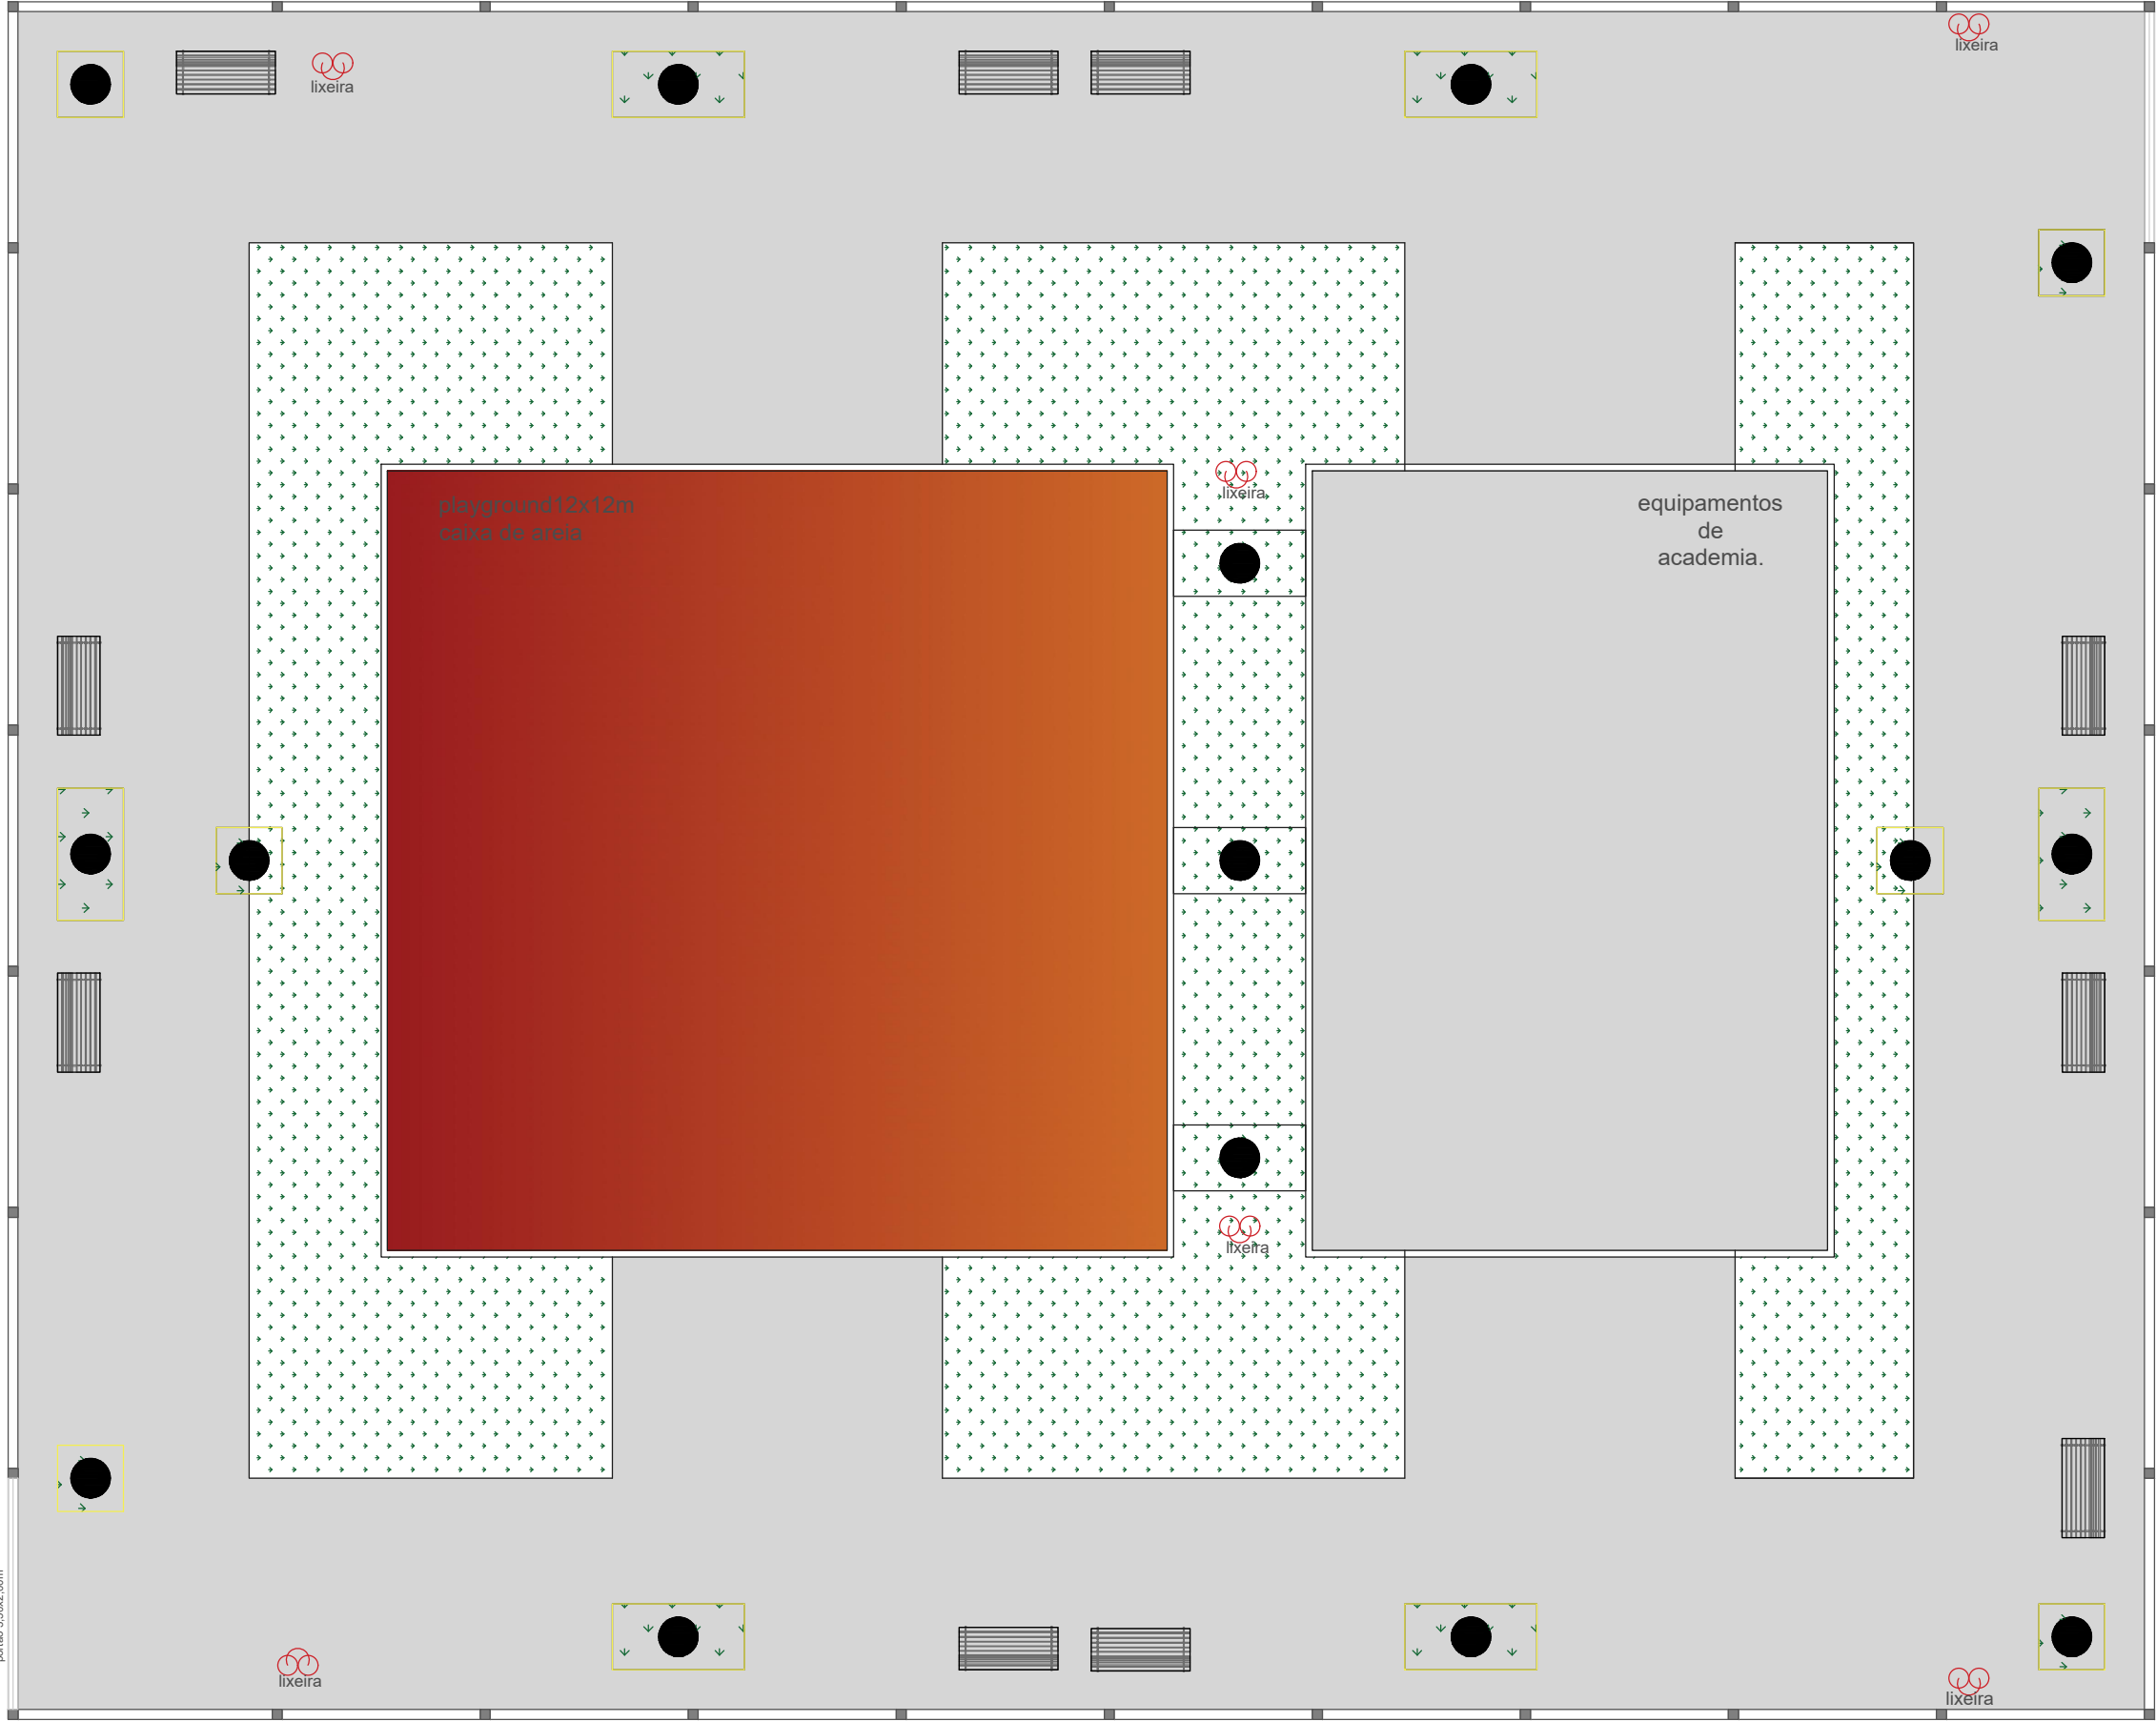 lixeira
lixeira
lixeira
playground12x12m
caixa de areia
equipamentos
de
academia.
lixeira
lixeira
lixeira